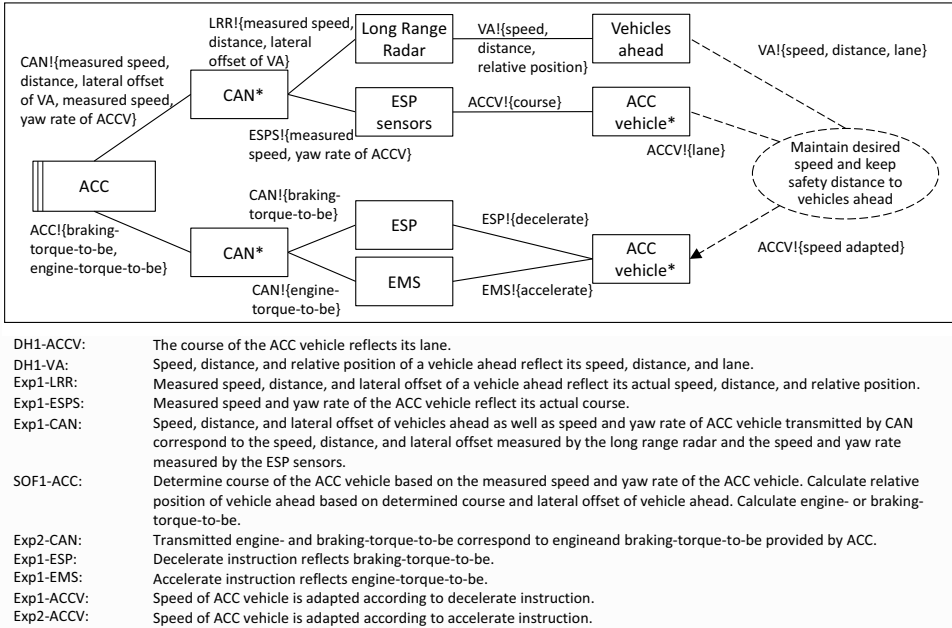 LRR!{measured speed,
distance, lateral
offset of VA}
Long Range
Radar
VA!{speed,
distance,
relative position}
Vehicles
ahead
VA!{speed, distance, lane}
CAN!{measured speed,
distance, lateral offset
of VA, measured speed,
yaw rate of ACCV}
CAN*
ESP
sensors
ACCV!{course}
ACC
vehicle*
ESPS!{measured
speed, yaw rate of ACCV}
ACCV!{lane}
Maintain desired
speed and keep
safety distance to
vehicles ahead
ACC
CAN!{braking-
torque-to-be}
ESP
ESP!{decelerate}
ACC!{braking-
torque-to-be,
engine-torque-to-be}
CAN*
ACC
vehicle*
ACCV!{speed adapted}
CAN!{engine-
torque-to-be}
EMS
EMS!{accelerate}
DH1-ACCV: The course of the ACC vehicle reflects its lane.
DH1-VA: Speed, distance, and relative position of a vehicle ahead reflect its speed, distance, and lane.
Exp1-LRR: Measured speed, distance, and lateral offset of a vehicle ahead reflect its actual speed, distance, and relative position.
Exp1-ESPS: Measured speed and yaw rate of the ACC vehicle reflect its actual course.
Exp1-CAN: Speed, distance, and lateral offset of vehicles ahead as well as speed and yaw rate of ACC vehicle transmitted by CAN
correspond to the speed, distance, and lateral offset measured by the long range radar and the speed and yaw rate
measured by the ESP sensors.
SOF1-ACC: Determine course of the ACC vehicle based on the measured speed and yaw rate of the ACC vehicle. Calculate relative
position of vehicle ahead based on determined course and lateral offset of vehicle ahead. Calculate engine- or braking-
torque-to-be.
Exp2-CAN: Transmitted engine- and braking-torque-to-be correspond to engineand braking-torque-to-be provided by ACC.
Exp1-ESP: Decelerate instruction reflects braking-torque-to-be.
Exp1-EMS: Accelerate instruction reflects engine-torque-to-be.
Exp1-ACCV: Speed of ACC vehicle is adapted according to decelerate instruction.
Exp2-ACCV: Speed of ACC vehicle is adapted according to accelerate instruction.